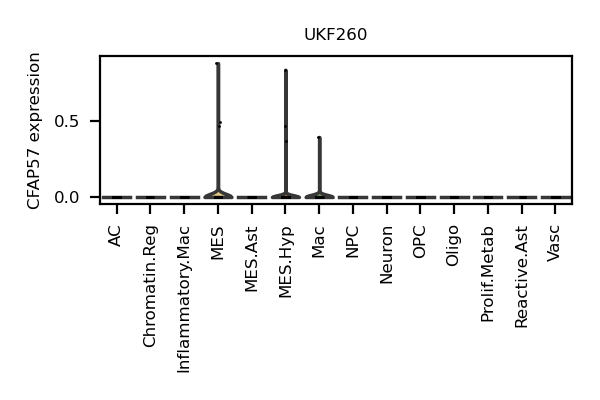 UKF260
CFAP57 expression
0.5
0.0
AC
Chromatin.Reg
Inflammatory.Mac
MES
MES.Ast
MES.Hyp
Mac
NPC
Neuron
OPC
Oligo
Prolif.Metab
Reactive.Ast
Vasc